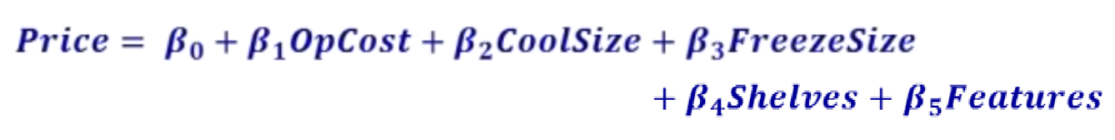 Price = β₀ + β₁OpCost + β₂CoolSize + β₃FreezeSize
+ β₄Shelves + β₅Features